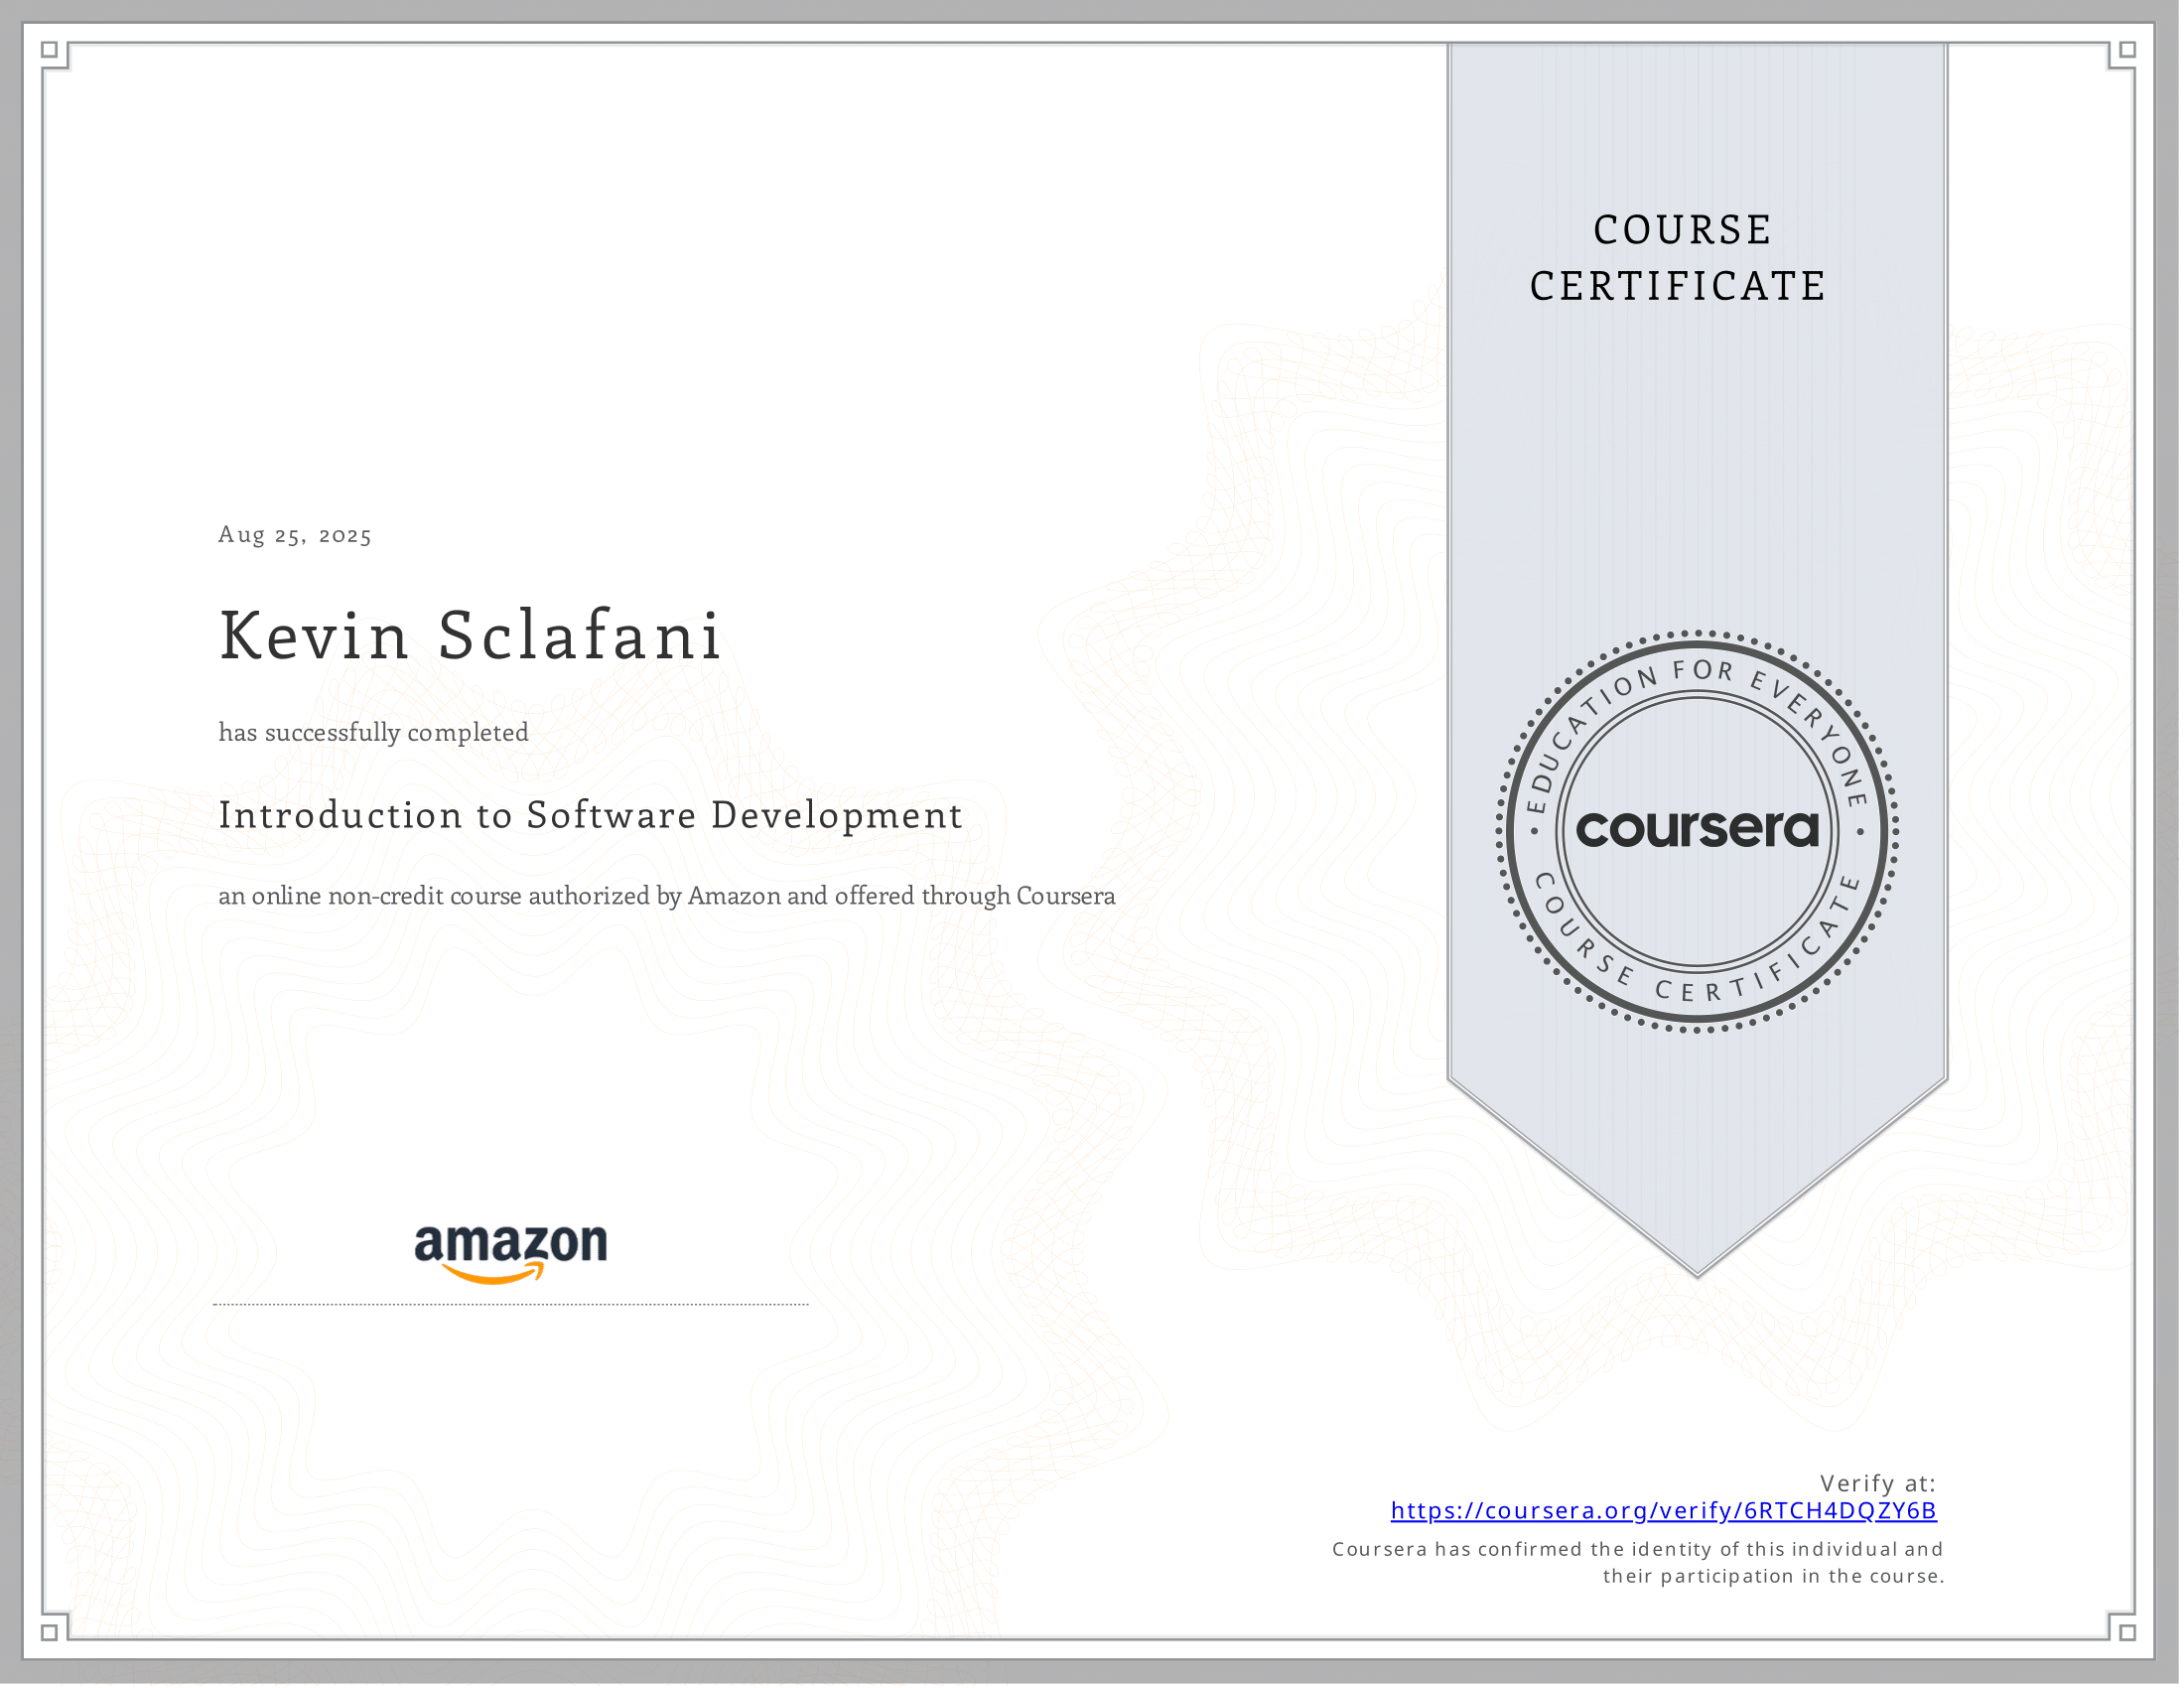 COURSE
CERTIFICATE
Aug 25, 2025
Kevin Sclafani
has successfully completed
Introduction to Software Development
an online non-credit course authorized by Amazon and offered through Coursera
EDUCATION FOR EVERYONE
coursera
COURSE CERTIFICATE
amazon
Verify at:
https://coursera.org/verify/6RTCH4DQZY6B
Coursera has confirmed the identity of this individual and
their participation in the course.